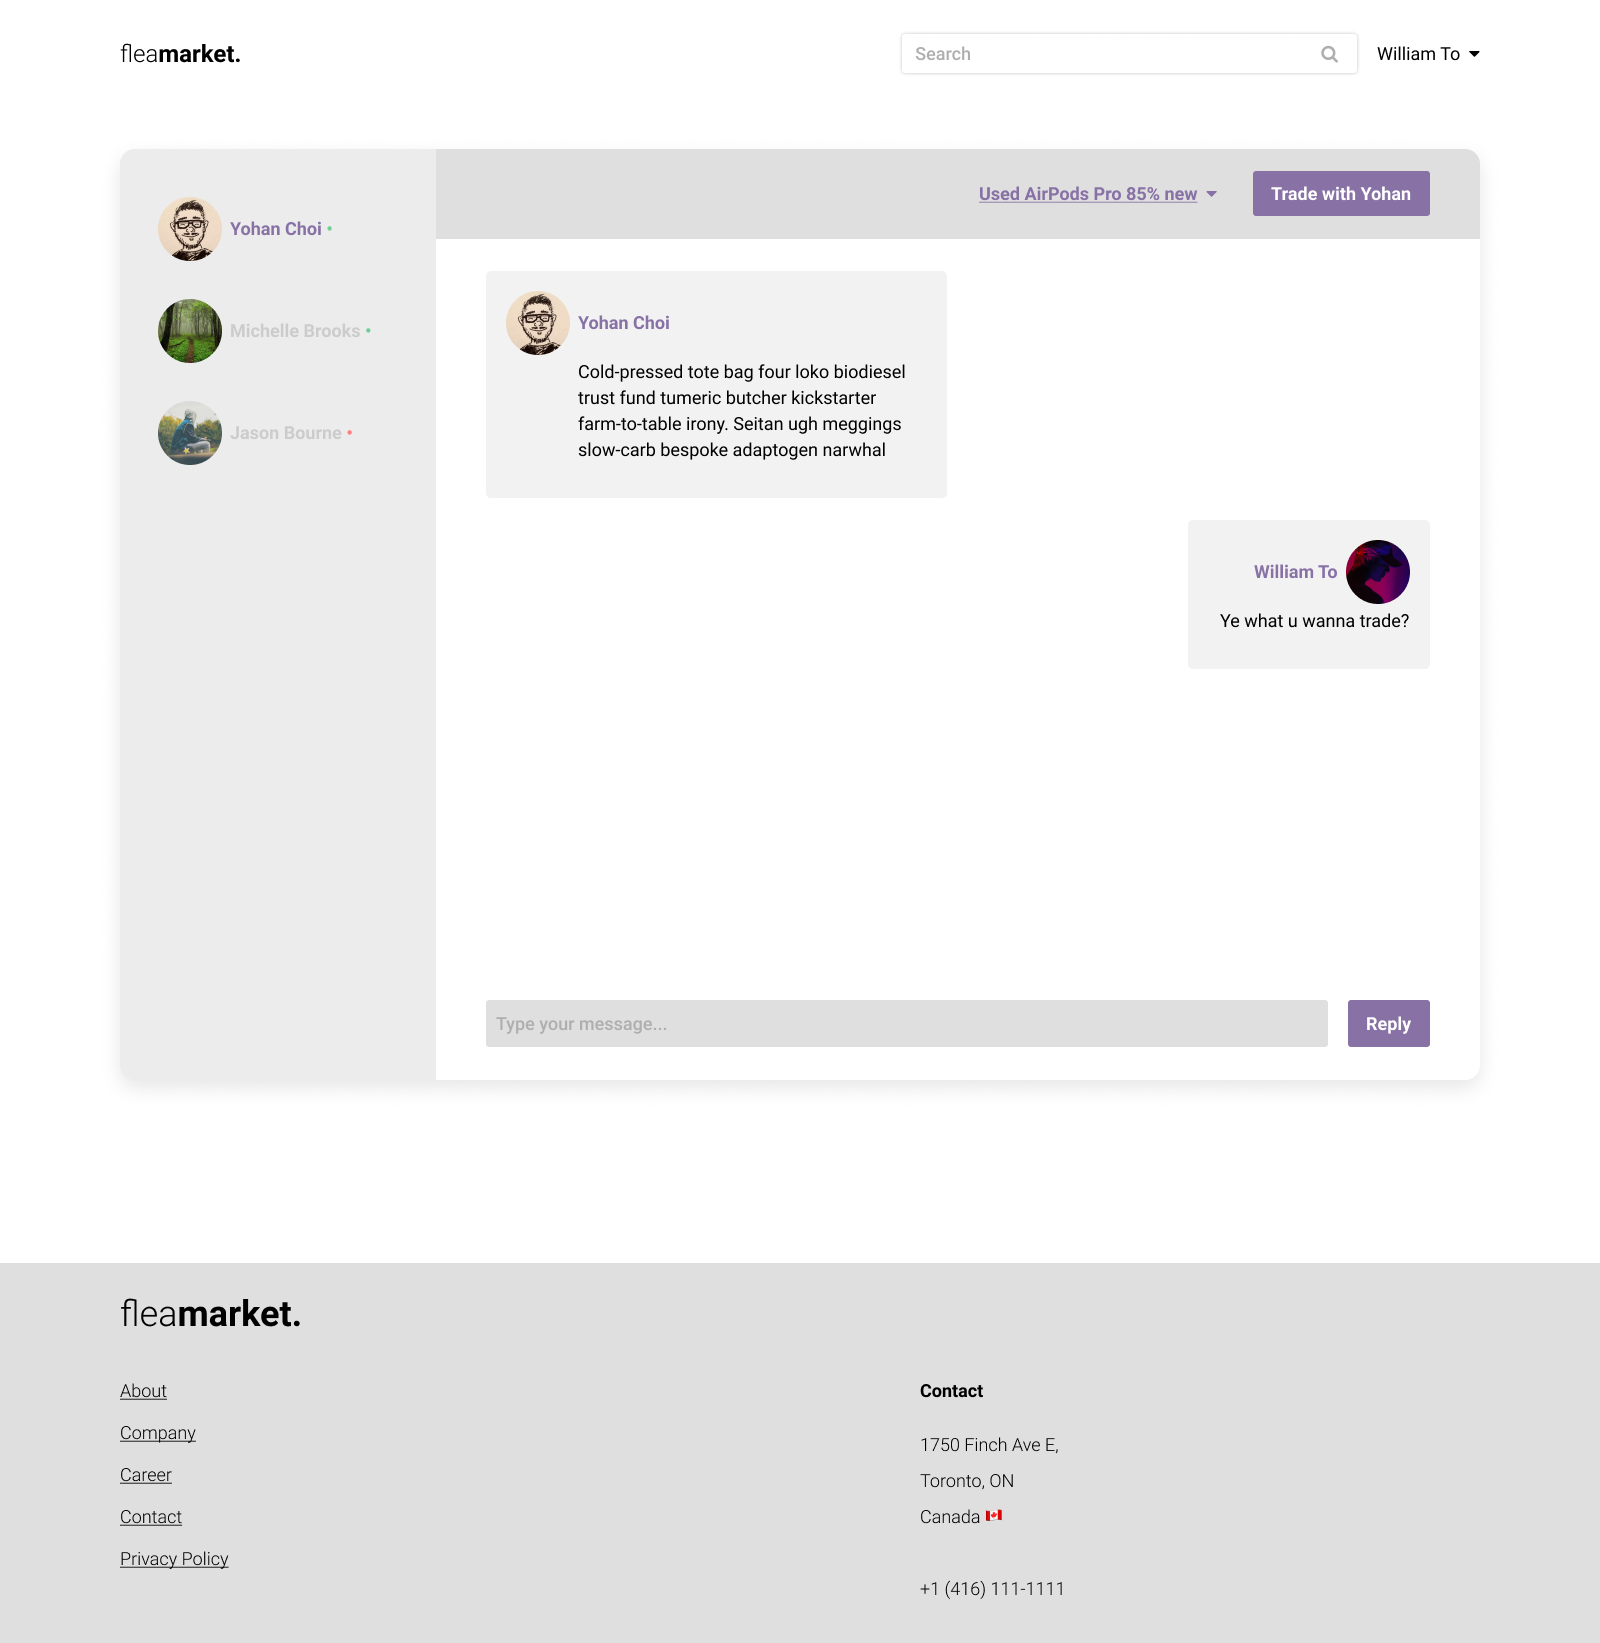 fleamarket.
Search
William To
Yohan Choi
Michelle Brooks
Jason Bourne
Used AirPods Pro 85% new
Trade with Yohan
Yohan Choi
Cold-pressed tote bag four loko biodiesel
trust fund tumeric butcher kickstarter
farm-to-table irony. Seitan ugh meggings
slow-carb bespoke adaptogen narwhal
William To
Ye what u wanna trade?
Type your message...
Reply
fleamarket.
About
Company
Career
Contact
Privacy Policy
Contact
1750 Finch Ave E,
Toronto, ON
Canada 🇨🇦
+1 (416) 111-1111